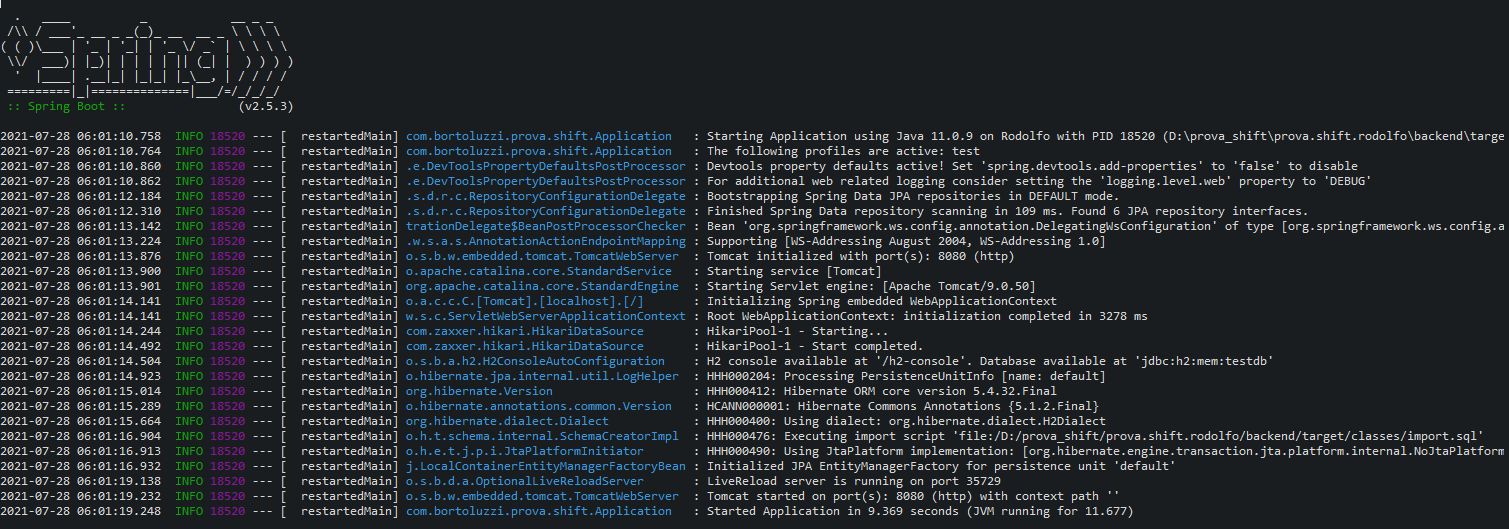 .   ____          _            __ _ _
 /\\ / ___'_ __ _ _(_)_ __  __ _ \ \ \ \
( ( )\___ | '_ | '_| | '_ \/ _` | \ \ \ \
 \\/  ___)| |_)| | | | | || (_| |  ) ) ) )
  '  |____| .__|_| |_|_| |_\__, | / / / /
 =========|_|==============|___/=/_/_/_/
 :: Spring Boot ::                (v2.5.3)
2021-07-28 06:01:10.758  INFO 18520 --- [  restartedMain] com.bortoluzzi.prova.shift.Application   : Starting Application using Java 11.0.9 on Rodolfo with PID 18520 (D:\prova_shift\prova.shift.rodolfo\backend\targe
2021-07-28 06:01:10.764  INFO 18520 --- [  restartedMain] com.bortoluzzi.prova.shift.Application   : The following profiles are active: test
2021-07-28 06:01:10.860  INFO 18520 --- [  restartedMain] .e.DevToolsPropertyDefaultsPostProcessor : Devtools property defaults active! Set 'spring.devtools.add-properties' to 'false' to disable
2021-07-28 06:01:10.862  INFO 18520 --- [  restartedMain] .e.DevToolsPropertyDefaultsPostProcessor : For additional web related logging consider setting the 'logging.level.web' property to 'DEBUG'
2021-07-28 06:01:12.184  INFO 18520 --- [  restartedMain] .s.d.r.c.RepositoryConfigurationDelegate : Bootstrapping Spring Data JPA repositories in DEFAULT mode.
2021-07-28 06:01:12.310  INFO 18520 --- [  restartedMain] .s.d.r.c.RepositoryConfigurationDelegate : Finished Spring Data repository scanning in 109 ms. Found 6 JPA repository interfaces.
2021-07-28 06:01:13.142  INFO 18520 --- [  restartedMain] trationDelegate$BeanPostProcessorChecker : Bean 'org.springframework.ws.config.annotation.DelegatingWsConfiguration' of type [org.springframework.ws.config.a
2021-07-28 06:01:13.224  INFO 18520 --- [  restartedMain] .w.s.a.s.AnnotationActionEndpointMapping : Supporting [WS-Addressing August 2004, WS-Addressing 1.0]
2021-07-28 06:01:13.876  INFO 18520 --- [  restartedMain] o.s.b.w.embedded.tomcat.TomcatWebServer  : Tomcat initialized with port(s): 8080 (http)
2021-07-28 06:01:13.900  INFO 18520 --- [  restartedMain] o.apache.catalina.core.StandardService   : Starting service [Tomcat]
2021-07-28 06:01:13.901  INFO 18520 --- [  restartedMain] org.apache.catalina.core.StandardEngine  : Starting Servlet engine: [Apache Tomcat/9.0.50]
2021-07-28 06:01:14.141  INFO 18520 --- [  restartedMain] o.a.c.c.C.[Tomcat].[localhost].[/]       : Initializing Spring embedded WebApplicationContext
2021-07-28 06:01:14.141  INFO 18520 --- [  restartedMain] w.s.c.ServletWebServerApplicationContext : Root WebApplicationContext: initialization completed in 3278 ms
2021-07-28 06:01:14.244  INFO 18520 --- [  restartedMain] com.zaxxer.hikari.HikariDataSource       : HikariPool-1 - Starting...
2021-07-28 06:01:14.492  INFO 18520 --- [  restartedMain] com.zaxxer.hikari.HikariDataSource       : HikariPool-1 - Start completed.
2021-07-28 06:01:14.504  INFO 18520 --- [  restartedMain] o.s.b.a.h2.H2ConsoleAutoConfiguration    : H2 console available at '/h2-console'. Database available at 'jdbc:h2:mem:testdb'
2021-07-28 06:01:14.923  INFO 18520 --- [  restartedMain] o.hibernate.jpa.internal.util.LogHelper  : HHH000204: Processing PersistenceUnitInfo [name: default]
2021-07-28 06:01:15.014  INFO 18520 --- [  restartedMain] org.hibernate.Version                    : HHH000412: Hibernate ORM core version 5.4.32.Final
2021-07-28 06:01:15.289  INFO 18520 --- [  restartedMain] o.hibernate.annotations.common.Version   : HCANN000001: Hibernate Commons Annotations {5.1.2.Final}
2021-07-28 06:01:15.664  INFO 18520 --- [  restartedMain] org.hibernate.dialect.Dialect            : HHH000400: Using dialect: org.hibernate.dialect.H2Dialect
2021-07-28 06:01:16.904  INFO 18520 --- [  restartedMain] o.h.t.schema.internal.SchemaCreatorImpl  : HHH000476: Executing import script 'file:/D:/prova_shift/prova.shift.rodolfo/backend/target/classes/import.sql'
2021-07-28 06:01:16.913  INFO 18520 --- [  restartedMain] o.h.e.t.j.p.i.JtaPlatformInitiator       : HHH000490: Using JtaPlatform implementation: [org.hibernate.engine.transaction.jta.platform.internal.NoJtaPlatform
2021-07-28 06:01:16.932  INFO 18520 --- [  restartedMain] j.LocalContainerEntityManagerFactoryBean : Initialized JPA EntityManagerFactory for persistence unit 'default'
2021-07-28 06:01:19.138  INFO 18520 --- [  restartedMain] o.s.b.d.a.OptionalLiveReloadServer       : LiveReload server is running on port 35729
2021-07-28 06:01:19.232  INFO 18520 --- [  restartedMain] o.s.b.w.embedded.tomcat.TomcatWebServer  : Tomcat started on port(s): 8080 (http) with context path ''
2021-07-28 06:01:19.248  INFO 18520 --- [  restartedMain] com.bortoluzzi.prova.shift.Application   : Started Application in 9.369 seconds (JVM running for 11.677)